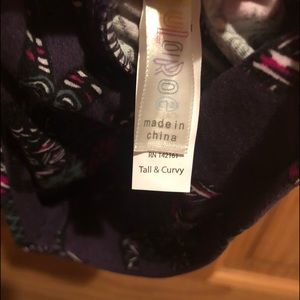 LuLaRoe
made in
china
RN 142161
Tall & Curvy